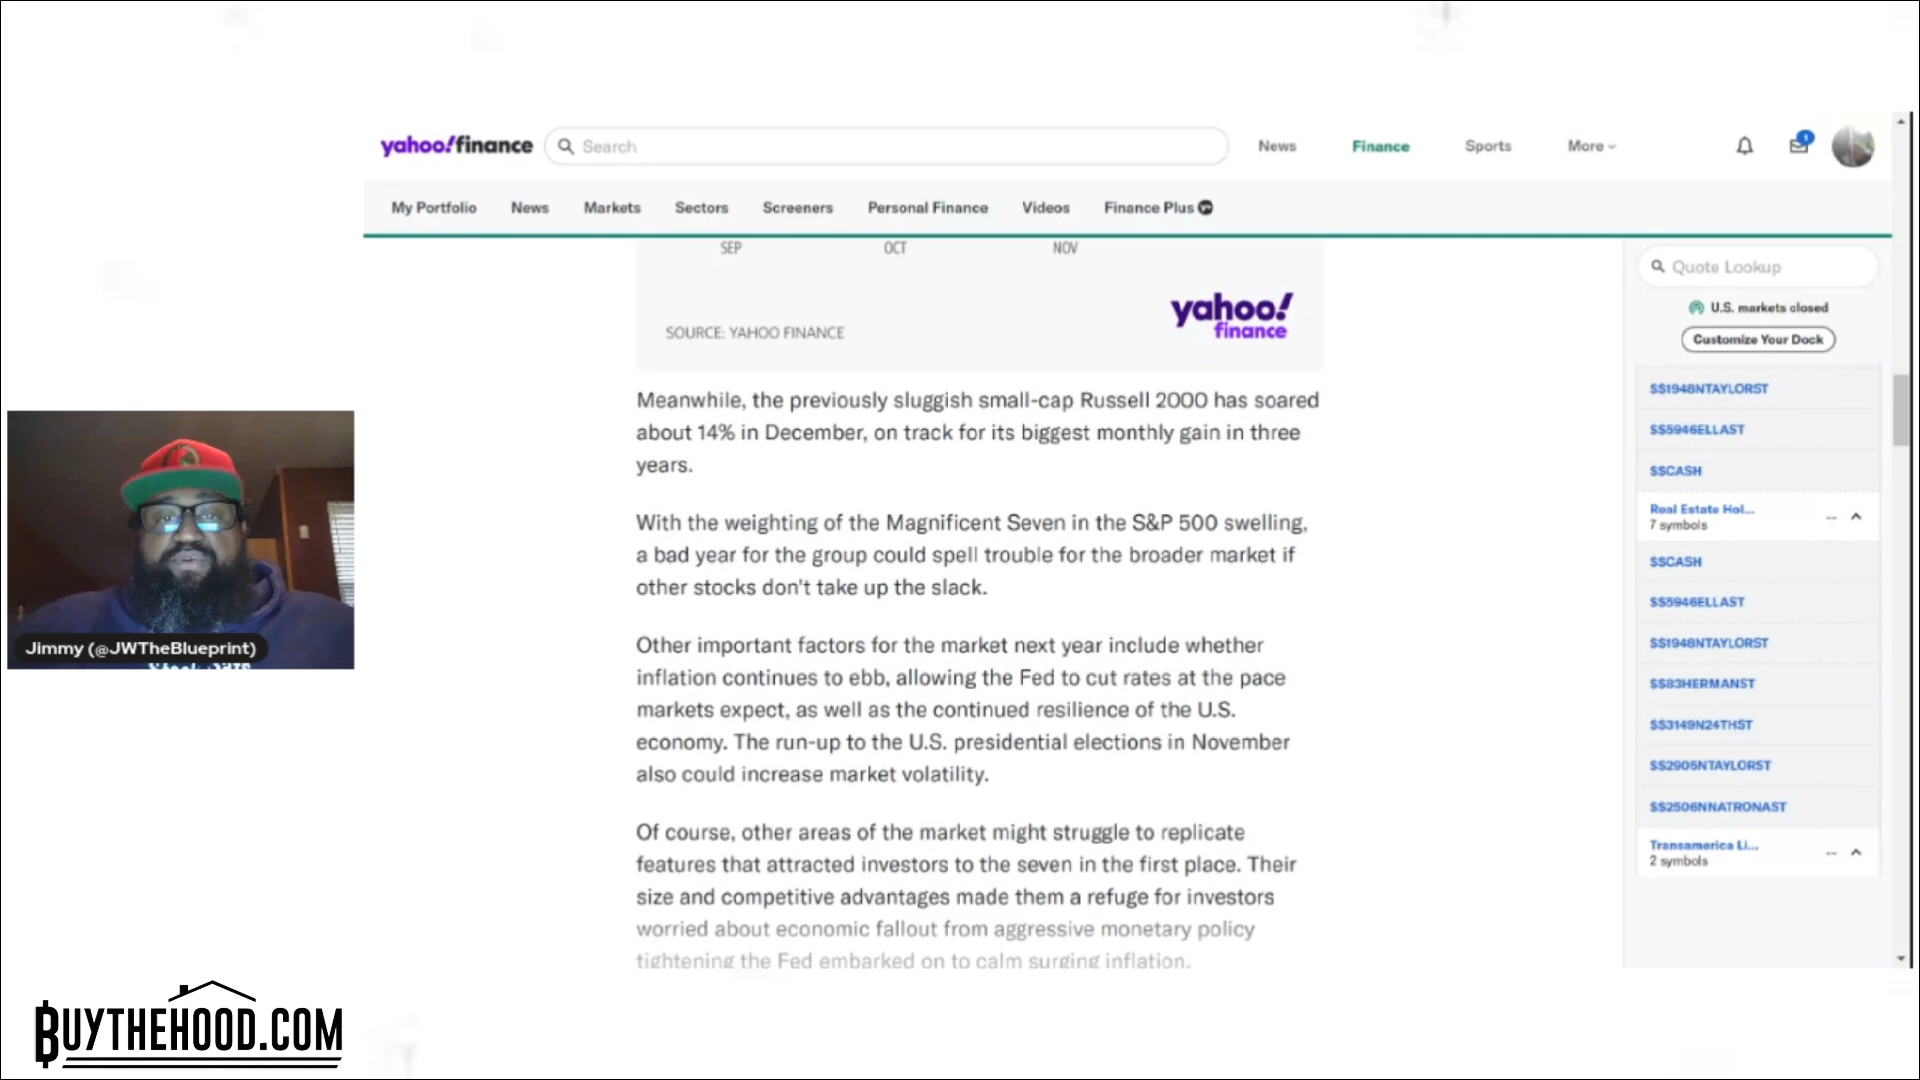 yahoo!finance
Search
News
Finance
Sports
More
1
My Portfolio
News
Markets
Sectors
Screeners
Personal Finance
Videos
Finance Plus
SEP
OCT
NOV
SOURCE: YAHOO FINANCE
yahoo!
finance
Meanwhile, the previously sluggish small-cap Russell 2000 has soared
about 14% in December, on track for its biggest monthly gain in three
years.
With the weighting of the Magnificent Seven in the S&P 500 swelling,
a bad year for the group could spell trouble for the broader market if
other stocks don't take up the slack.
Other important factors for the market next year include whether
inflation continues to ebb, allowing the Fed to cut rates at the pace
markets expect, as well as the continued resilience of the U.S.
economy. The run-up to the U.S. presidential elections in November
also could increase market volatility.
Of course, other areas of the market might struggle to replicate
features that attracted investors to the seven in the first place. Their
size and competitive advantages made them a refuge for investors
worried about economic fallout from aggressive monetary policy
tightening the Fed embarked on to calm surging inflation.
Quote Lookup
U.S. markets closed
Customize Your Dock
$$1948NTAYLORST
$$5946ELLAST
$$CASH
Real Estate Hol...
7 symbols
--
$$CASH
$$5946ELLAST
$$1948NTAYLORST
$$83HERMANST
$$3149N24THST
$$2905NTAYLORST
$$2506NNATRONAST
Transamerica Li...
2 symbols
--
Jimmy (@JWTheBlueprint)
BUYTHEHOOD.COM